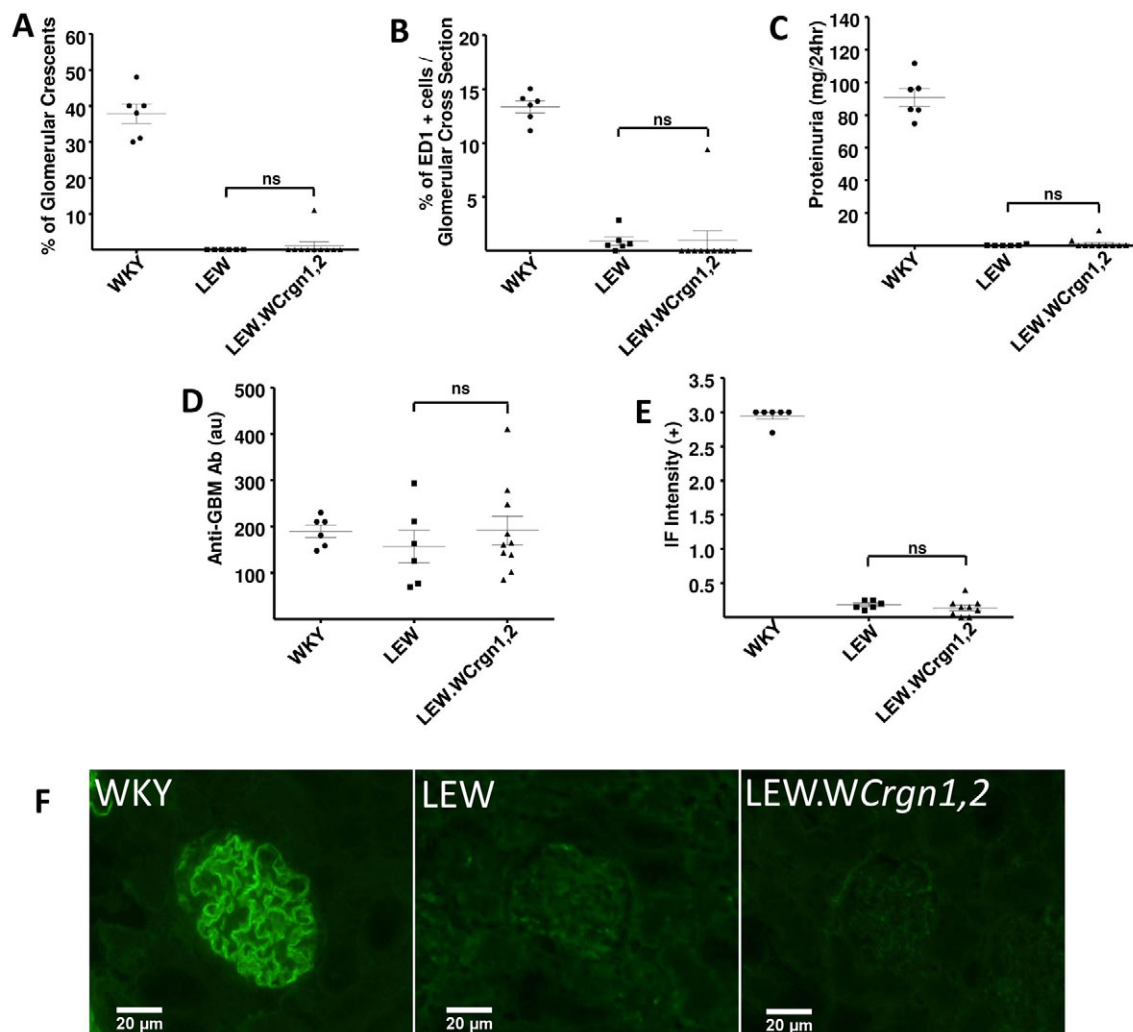 A
% of Glomerular Crescents
60
50
40
30
20
10
ns
WKY
LEW
LEW.WCrgn1,2
B
% of ED1 + cells /
Glomerular Cross Section
20
15
10
5
ns
WKY
LEW
LEW.WCrgn1,2
C
Proteinuria (mg/24hr)
140
120
100
80
60
40
20
ns
WKY
LEW
LEW.WCrgn1,2
D
Anti-GBM Ab (au)
500
400
300
200
100
ns
WKY
LEW
LEW.WCrgn1,2
E
IF Intensity (+)
3.5
3.0
2.5
2.0
1.5
1.0
0.5
ns
WKY
LEW
LEW.WCrgn1,2
F
WKY
20 μm
LEW
20 μm
LEW.WCrgn1,2
20 μm